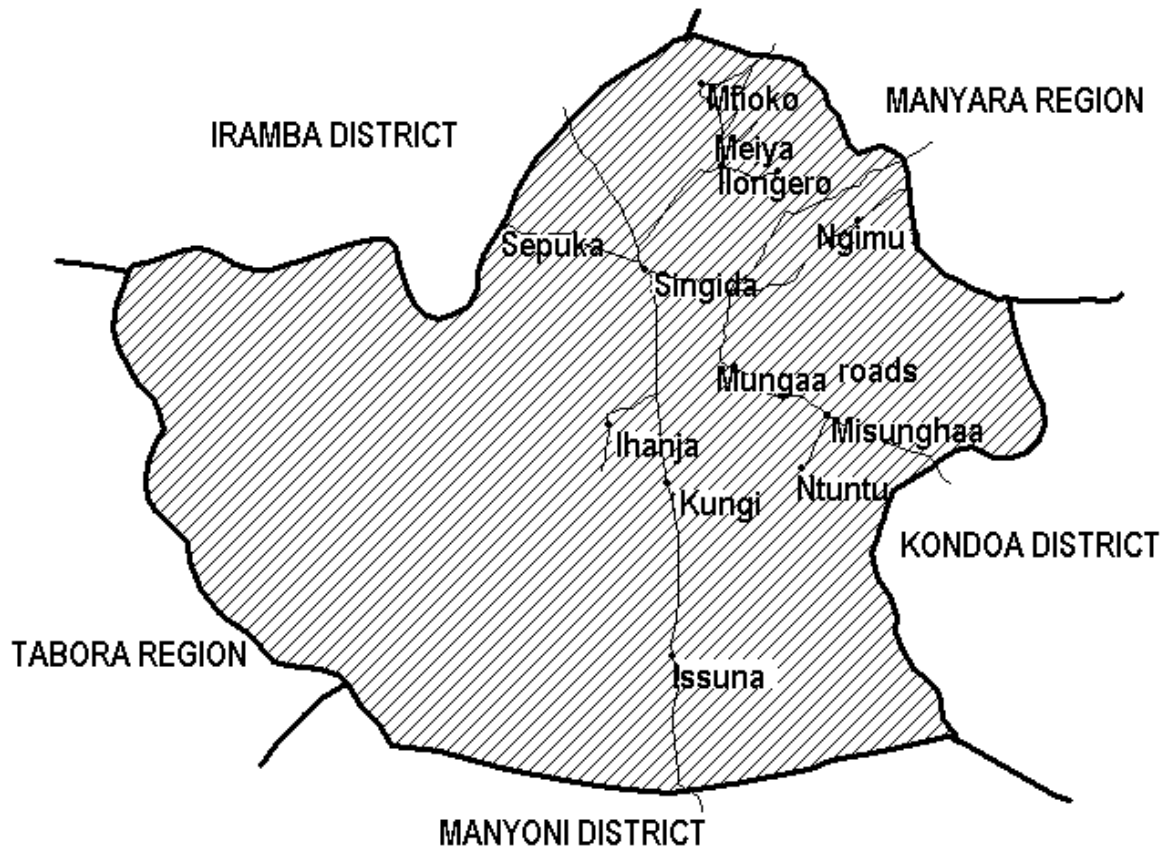 Mtioko
MANYARA REGION
IRAMBA DISTRICT
Meiya
Ilongero
Ngimu
Sepuka
Singida
Mungaa
roads
Misunghaa
Ihanja
Kungi
Ntuntu
KONDOA DISTRICT
TABORA REGION
Issuna
MANYONI DISTRICT